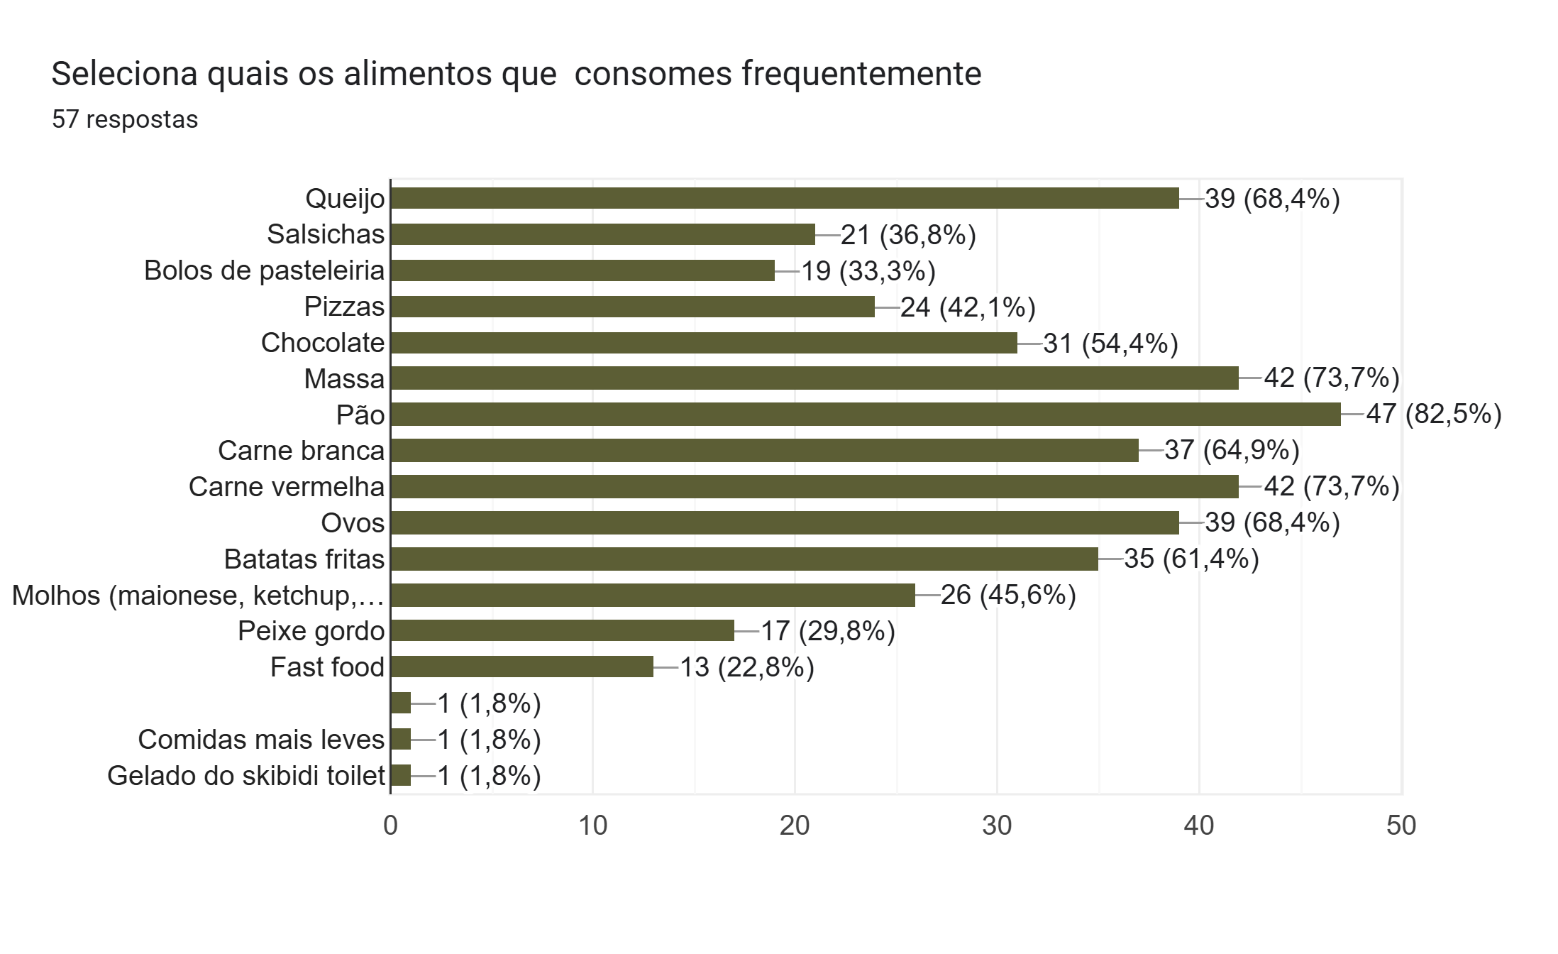 Seleciona quais os alimentos que  consomes frequentemente
57 respostas
Queijo 39 (68,4%)
Salsichas 21 (36,8%)
Bolos de pasteleiria 19 (33,3%)
Pizzas 24 (42,1%)
Chocolate 31 (54,4%)
Massa 42 (73,7%)
Pão 47 (82,5%)
Carne branca 37 (64,9%)
Carne vermelha 42 (73,7%)
Ovos 39 (68,4%)
Batatas fritas 35 (61,4%)
Molhos (maionese, ketchup,… 26 (45,6%)
Peixe gordo 17 (29,8%)
Fast food 13 (22,8%)
1 (1,8%)
Comidas mais leves 1 (1,8%)
Gelado do skibidi toilet 1 (1,8%)
0 10 20 30 40 50